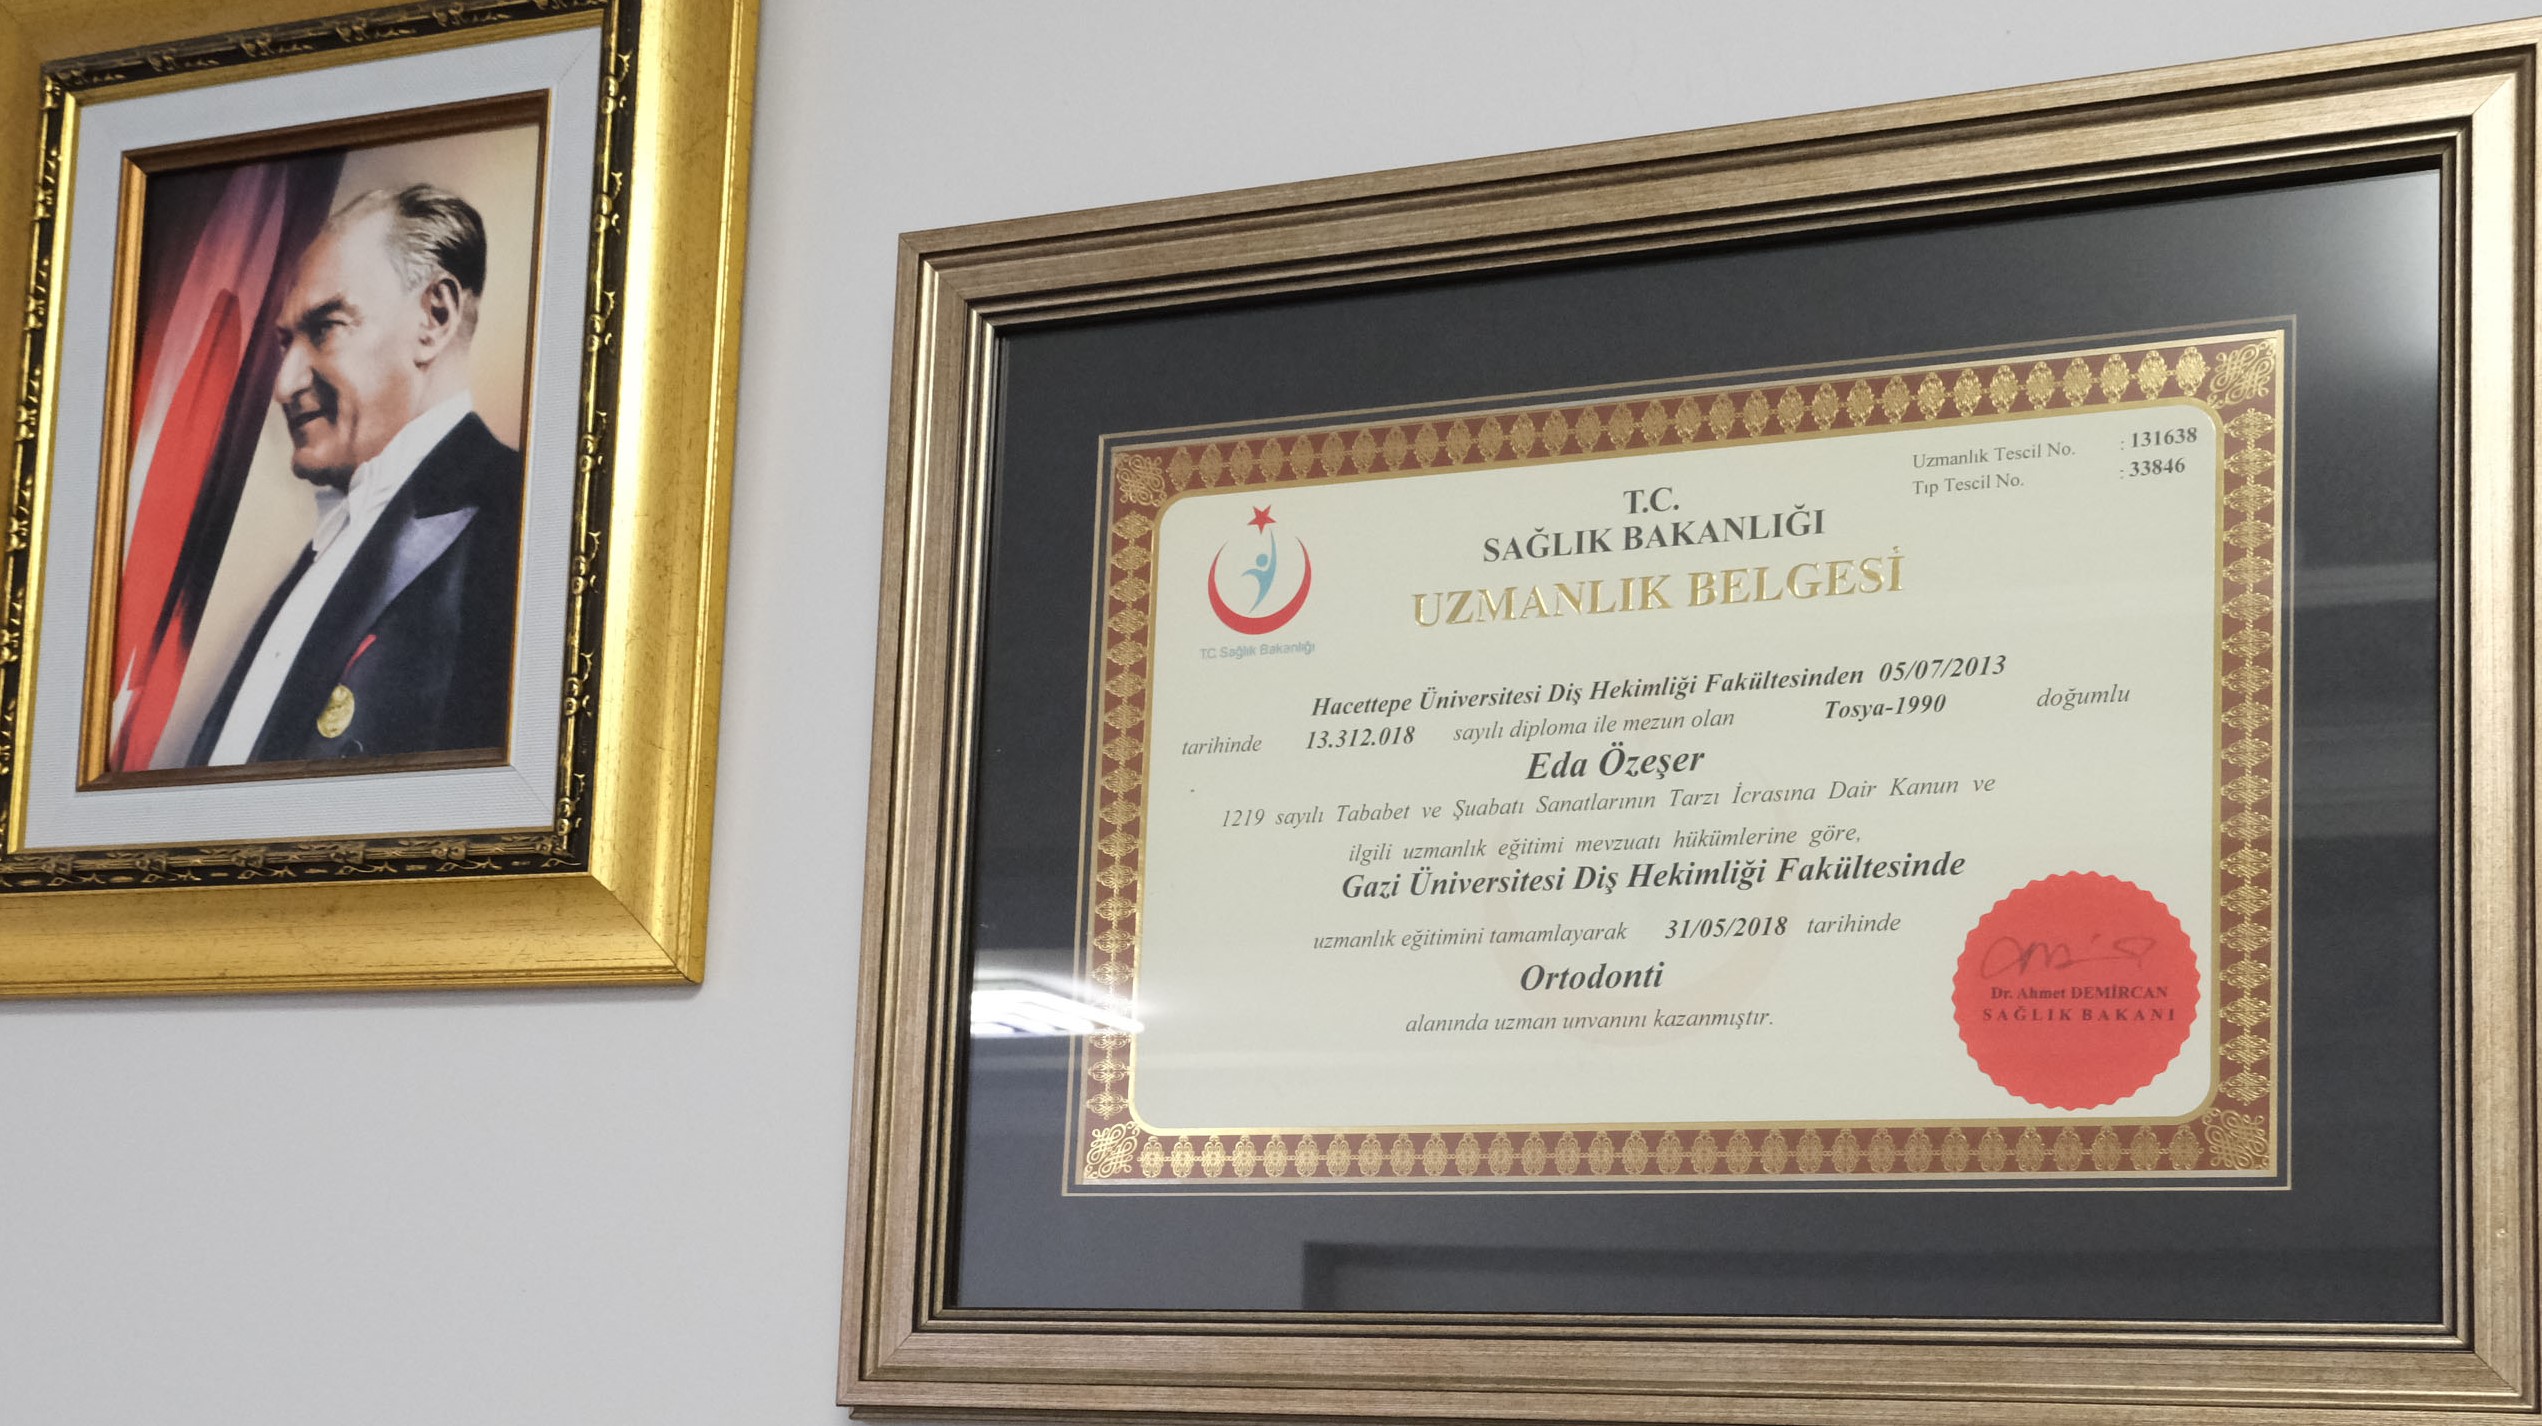 Uzmanlık Tescil No. : 131638
Tıp Tescil No. : 33846
T.C.
SAĞLIK BAKANLIĞI
UZMANLIK BELGESİ
T.C. Sağlık Bakanlığı
Hacettepe Üniversitesi Diş Hekimliği Fakültesinden 05/07/2013
tarihinde 13.312.018 sayılı diploma ile mezun olan Tosya-1990 doğumlu
Eda Özeşer
1219 sayılı Tababet ve Şuabatı Sanatlarının Tarzı İcrasına Dair Kanun ve
ilgili uzmanlık eğitimi mevzuatı hükümlerine göre,
Gazi Üniversitesi Diş Hekimliği Fakültesinde
uzmanlık eğitimini tamamlayarak 31/05/2018 tarihinde
Ortodonti
alanında uzman unvanını kazanmıştır.
Dr. Ahmet DEMİRCAN
SAĞLIK BAKANI